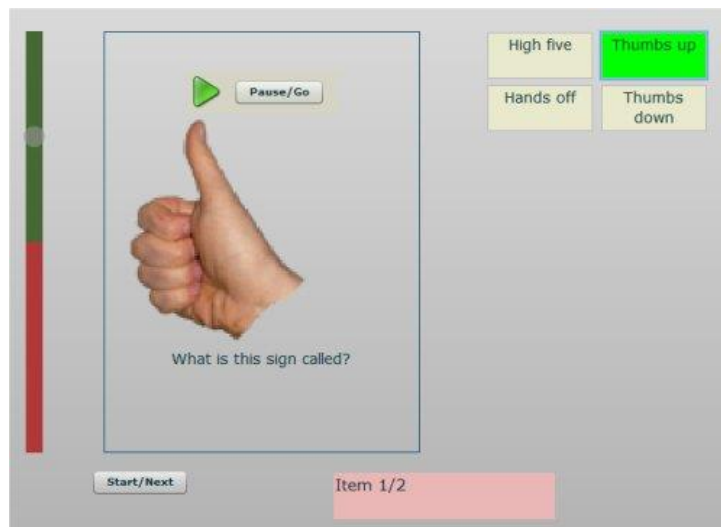 High five
Thumbs up
Pause/Go
Hands off
Thumbs
down
What is this sign called?
Start/Next
Item 1/2